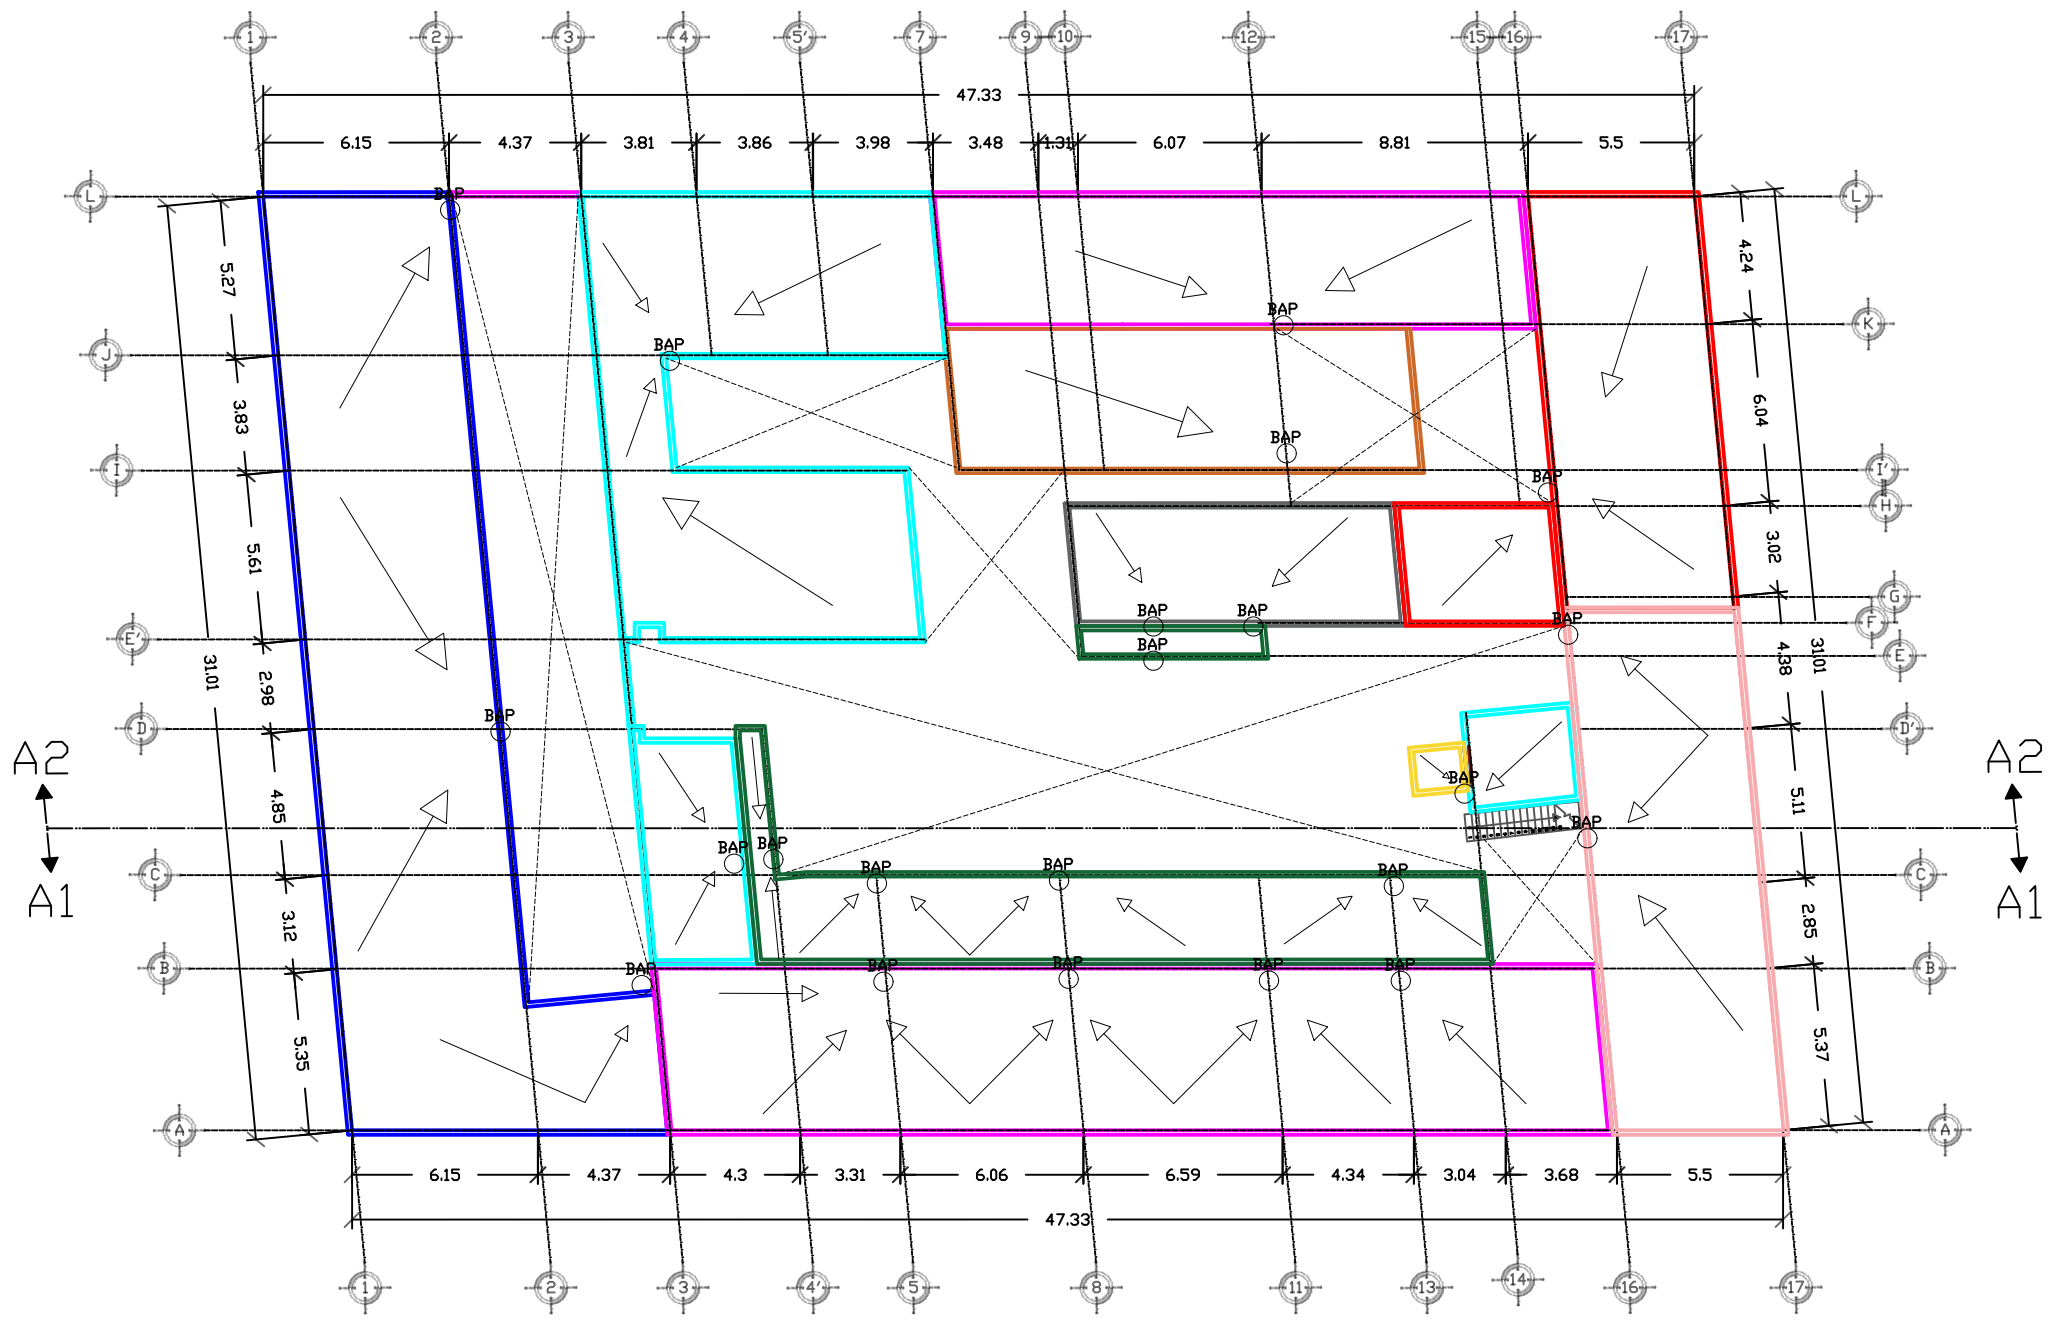 1 2 3 4 5' 7 9 10 12 15 16 17
47.33
6.15 4.37 3.81 3.86 3.98 3.48 1.31 6.07 8.81 5.5
L BAP L
4.24
5.27
K
BAP
J BAP
3.83 6.04
BAP
I I'
BAP
H
5.61 3.02
G
BAP BAP BAP F
E' E
31.01 4.38 31.01
2.98
D BAP D'
A2 A2
BAP
4.85 5.11
BAP
BAP BAP
C BAP BAP BAP C
A1 A1
3.12 2.85
B BAP B
BAP BAP BAP BAP
5.35 5.37
A A
6.15 4.37 4.3 3.31 6.06 6.59 4.34 3.04 3.68 5.5
47.33
1 2 3 4' 5 8 11 13 14 16 17